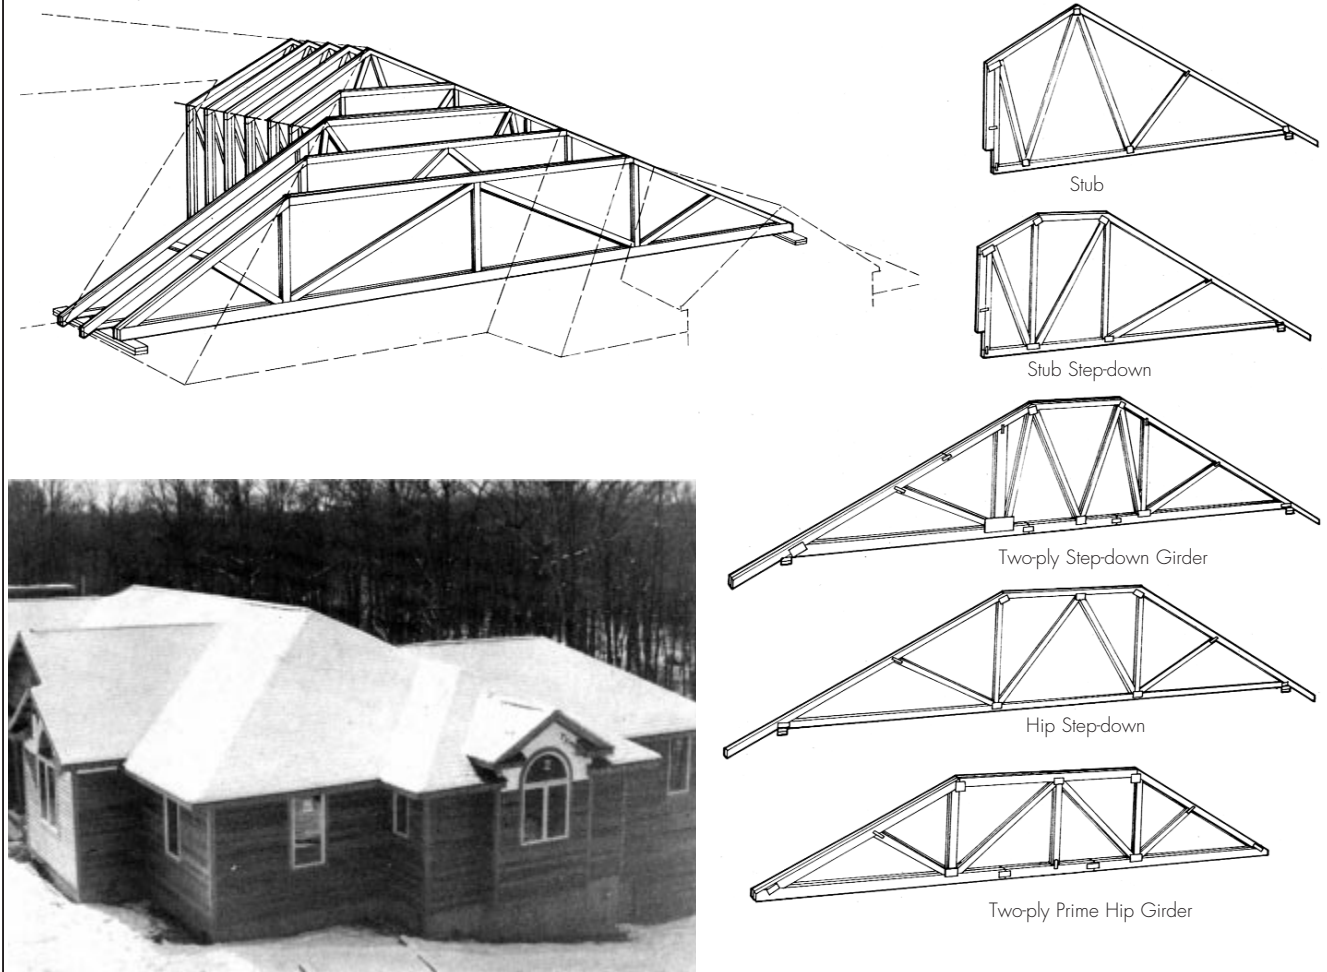 Stub
Stub Step-down
Two-ply Step-down Girder
Hip Step-down
Two-ply Prime Hip Girder